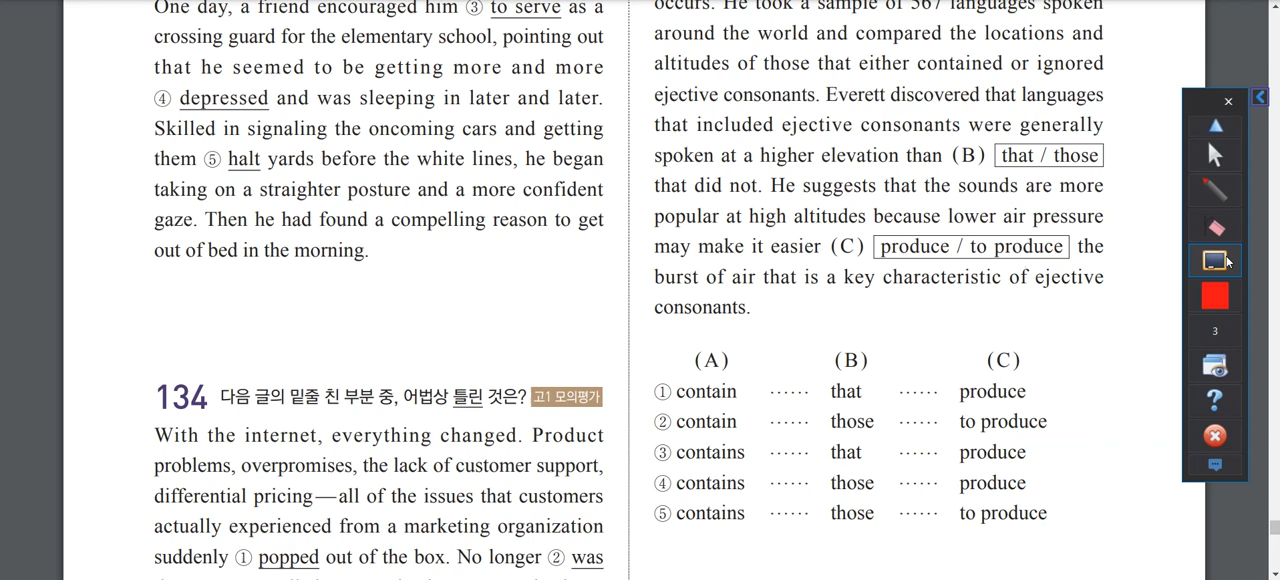 One day, a friend encouraged him ③ to serve as a
crossing guard for the elementary school, pointing out
that he seemed to be getting more and more
④ depressed and was sleeping in later and later.
Skilled in signaling the oncoming cars and getting
them ⑤ halt yards before the white lines, he began
taking on a straighter posture and a more confident
gaze. Then he had found a compelling reason to get
out of bed in the morning.
134 다음 글의 밑줄 친 부분 중, 어법상 틀린 것은? 고1 모의평가
With the internet, everything changed. Product
problems, overpromises, the lack of customer support,
differential pricing—all of the issues that customers
actually experienced from a marketing organization
suddenly ① popped out of the box. No longer ② was
occurs. He took a sample of 567 languages spoken
around the world and compared the locations and
altitudes of those that either contained or ignored
ejective consonants. Everett discovered that languages
that included ejective consonants were generally
spoken at a higher elevation than (B) that / those
that did not. He suggests that the sounds are more
popular at high altitudes because lower air pressure
may make it easier (C) produce / to produce the
burst of air that is a key characteristic of ejective
consonants.
(A) (B) (C)
① contain ······ that ······ produce
② contain ······ those ······ to produce
③ contains ······ that ······ produce
④ contains ······ those ······ produce
⑤ contains ······ those ······ to produce
3